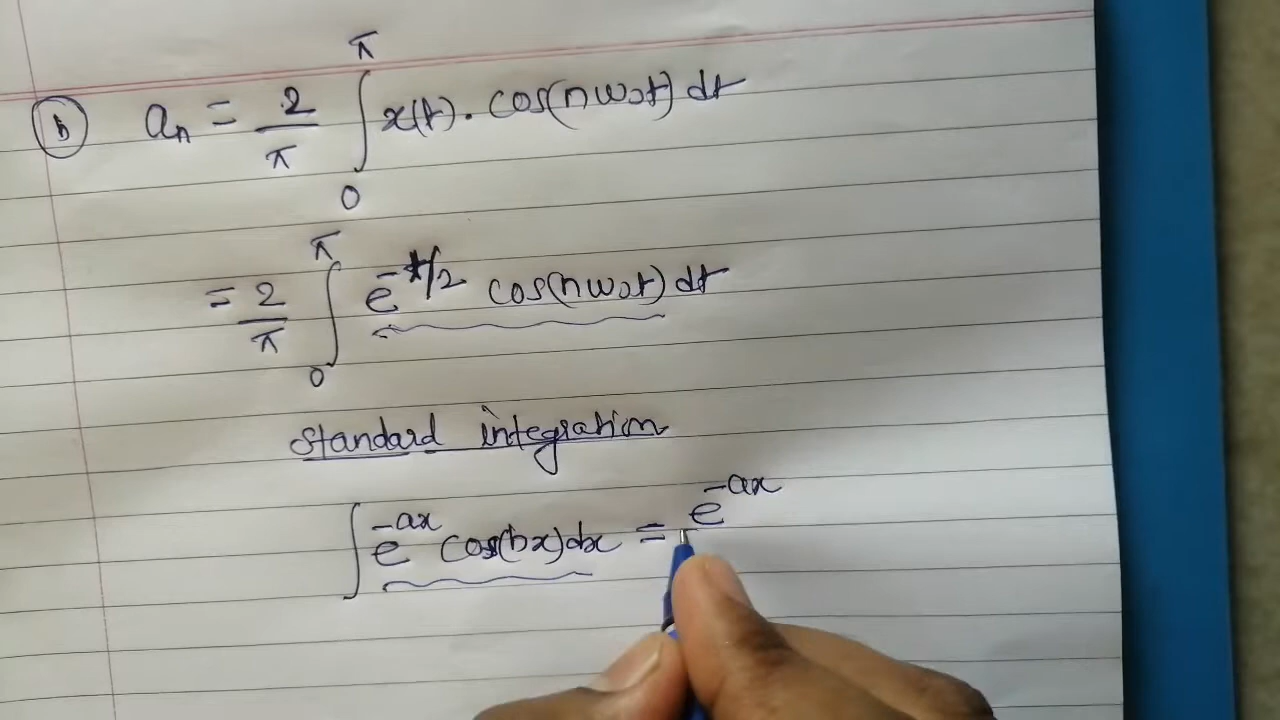 (b) aₙ = 2/π ∫₀^π x(t). cos(nω₀t) dt
= 2/π ∫₀^π e^(-t/2) cos(nω₀t) dt
standard integration
∫ e^(-ax) cos(bx) dx = e^(-ax)